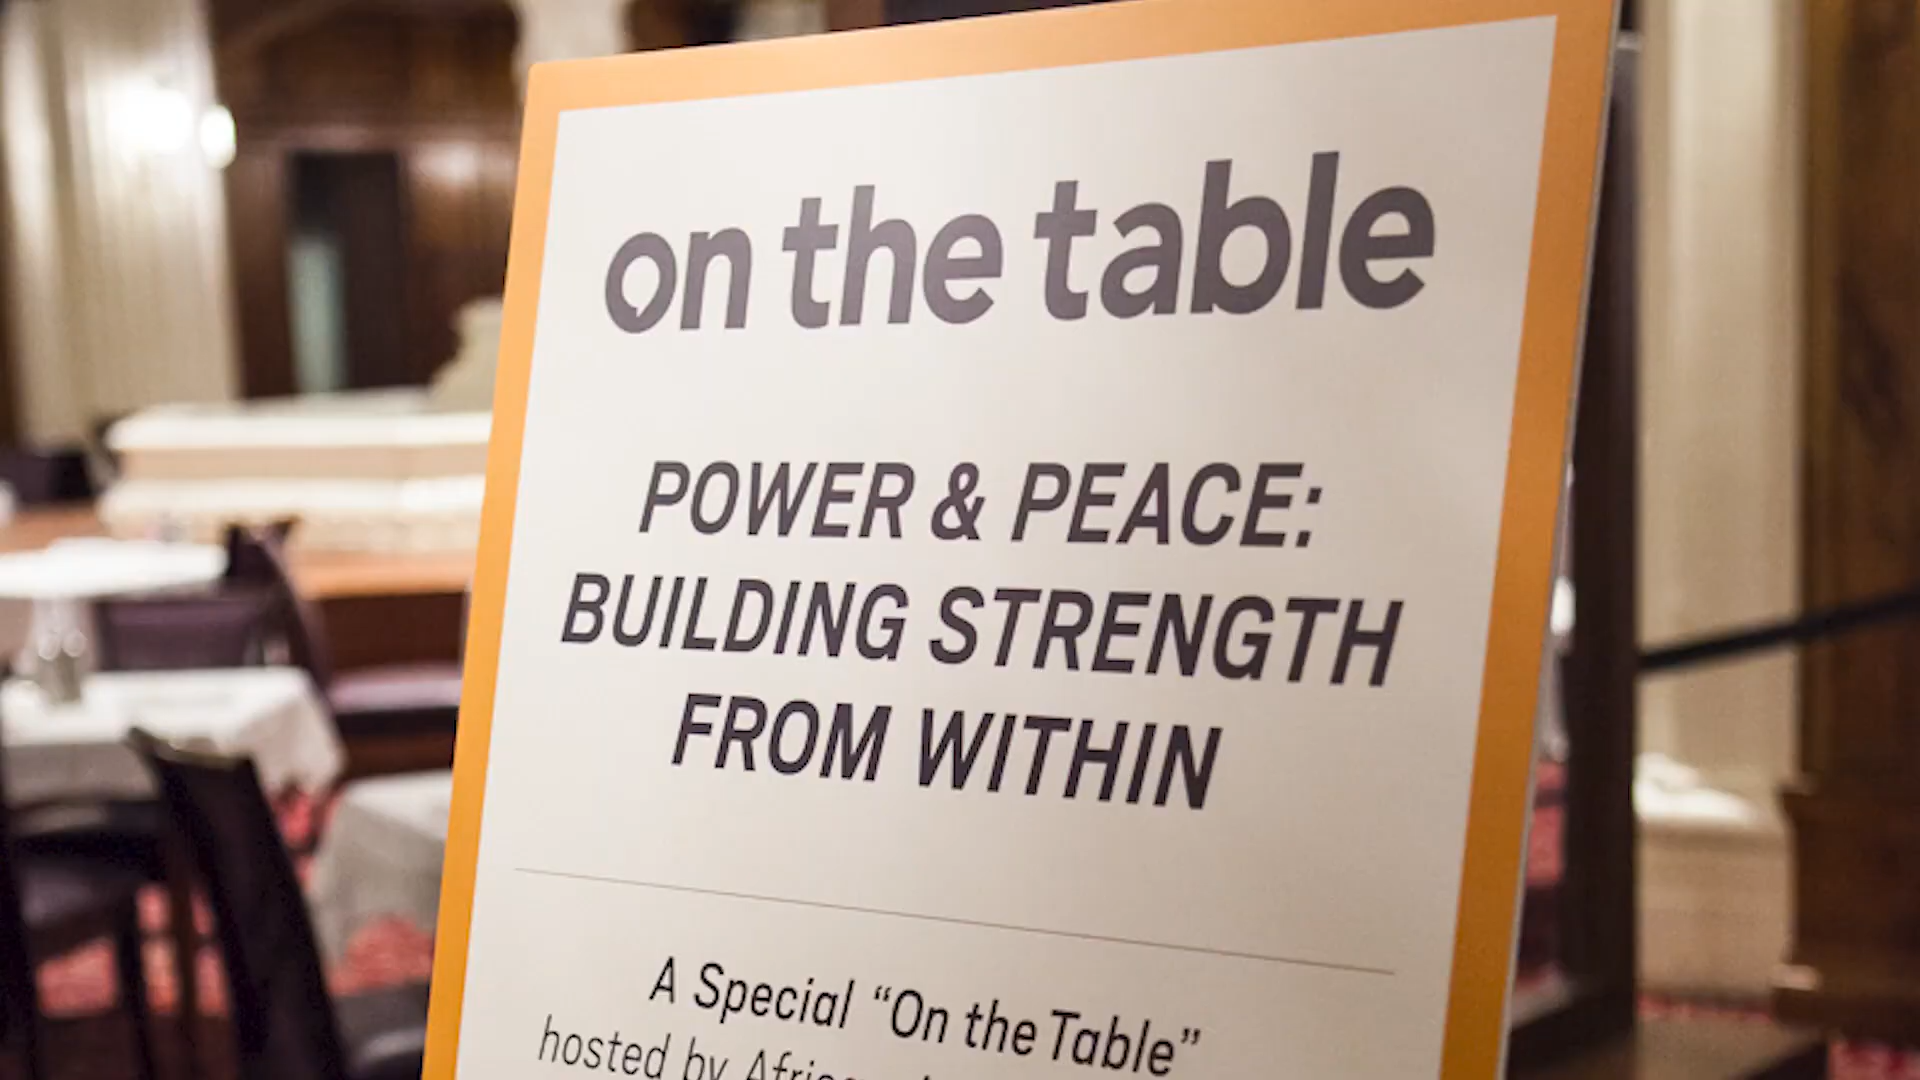 on the table
POWER & PEACE:
BUILDING STRENGTH
FROM WITHIN
A Special “On the Table”
hosted by